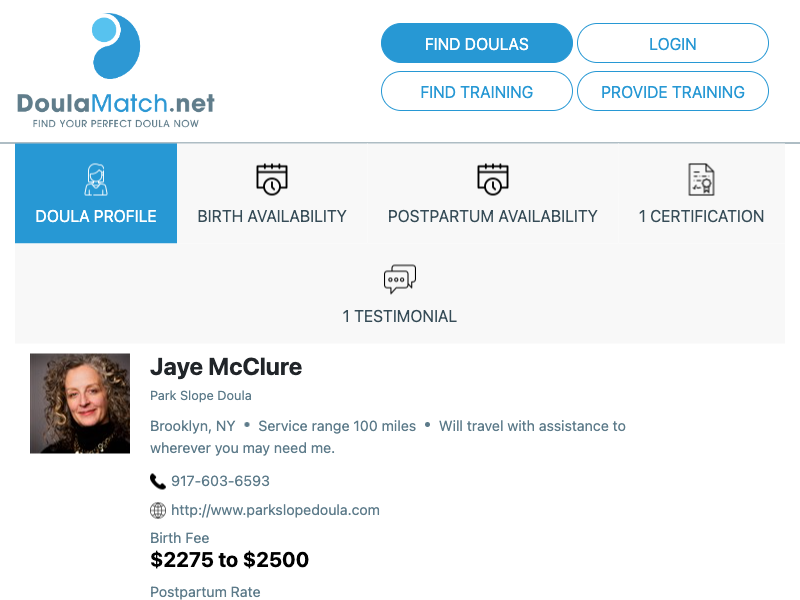 DoulaMatch.net
FIND YOUR PERFECT DOULA NOW
FIND DOULAS
LOGIN
FIND TRAINING
PROVIDE TRAINING
DOULA PROFILE
BIRTH AVAILABILITY
POSTPARTUM AVAILABILITY
1 CERTIFICATION
1 TESTIMONIAL
Jaye McClure
Park Slope Doula
Brooklyn, NY • Service range 100 miles • Will travel with assistance to
wherever you may need me.
917-603-6593
http://www.parkslopedoula.com
Birth Fee
$2275 to $2500
Postpartum Rate